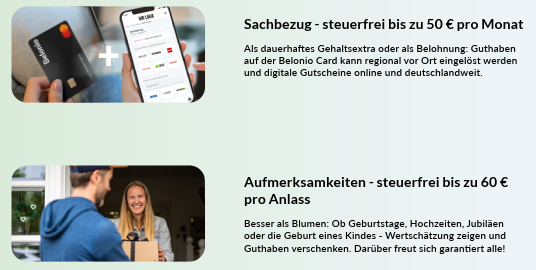 Belonio
IHR LOGO
Sachbezug - steuerfrei bis zu 50 € pro Monat
Als dauerhaftes Gehaltsextra oder als Belohnung: Guthaben
auf der Belonio Card kann regional vor Ort eingelöst werden
und digitale Gutscheine online und deutschlandweit.
Aufmerksamkeiten - steuerfrei bis zu 60 €
pro Anlass
Besser als Blumen: Ob Geburtstage, Hochzeiten, Jubiläen
oder die Geburt eines Kindes - Wertschätzung zeigen und
Guthaben verschenken. Darüber freut sich garantiert alle!